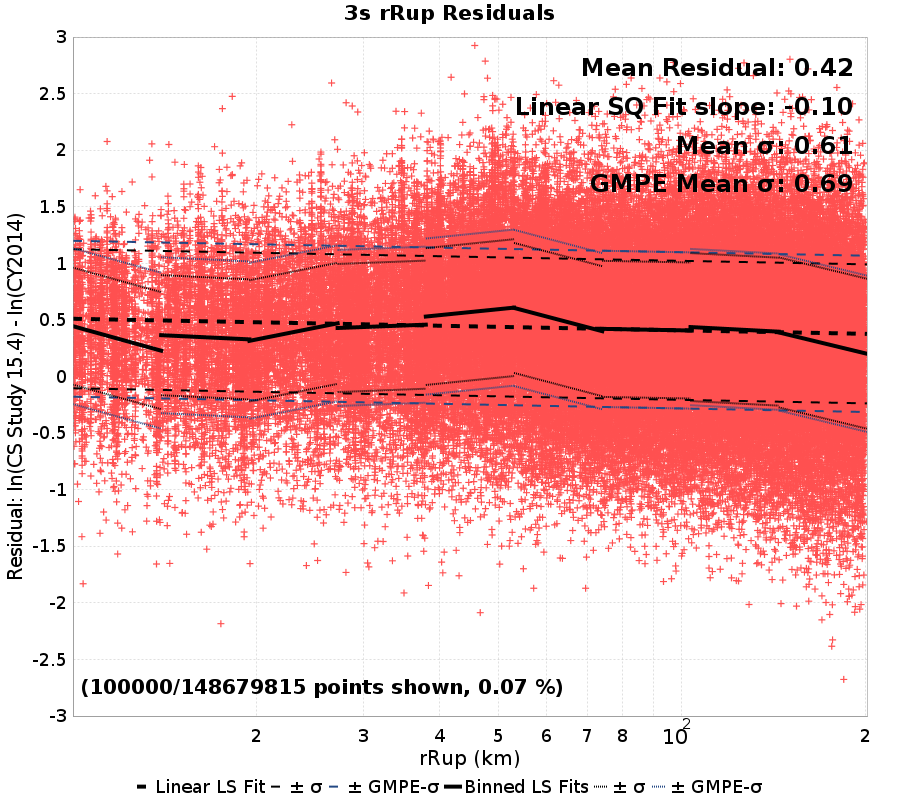 3s rRup Residuals
Mean Residual: 0.42
Linear SQ Fit slope: -0.10
Mean σ: 0.61
GMPE Mean σ: 0.69
Residual: ln(CS Study 15.4) - ln(CY2014)
3
2.5
2
1.5
1
0.5
0
-0.5
-1
-1.5
-2
-2.5
-3
(100000/148679815 points shown, 0.07 %)
2 3 4 5 6 7 8 10² 2
rRup (km)
Linear LS Fit ± σ ± GMPE-σ Binned LS Fits ± σ ± GMPE-σ